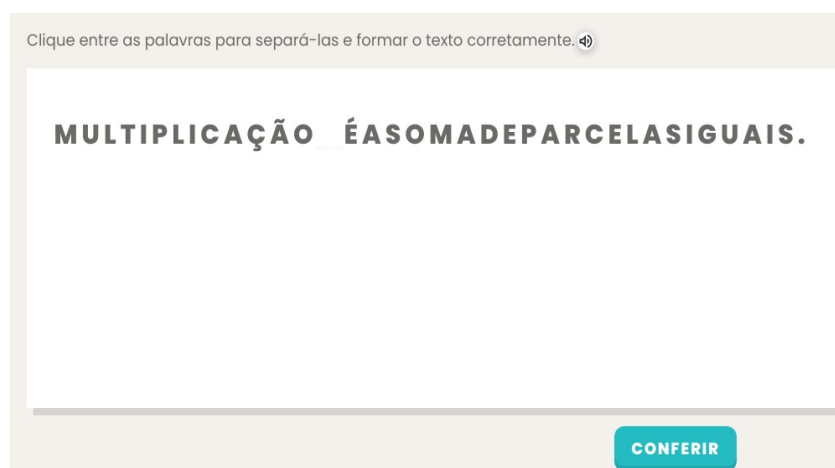 Clique entre as palavras para separá-las e formar o texto corretamente.
MULTIPLICAÇÃO ÉASOMADEPARCELASIGUAIS.
CONFERIR